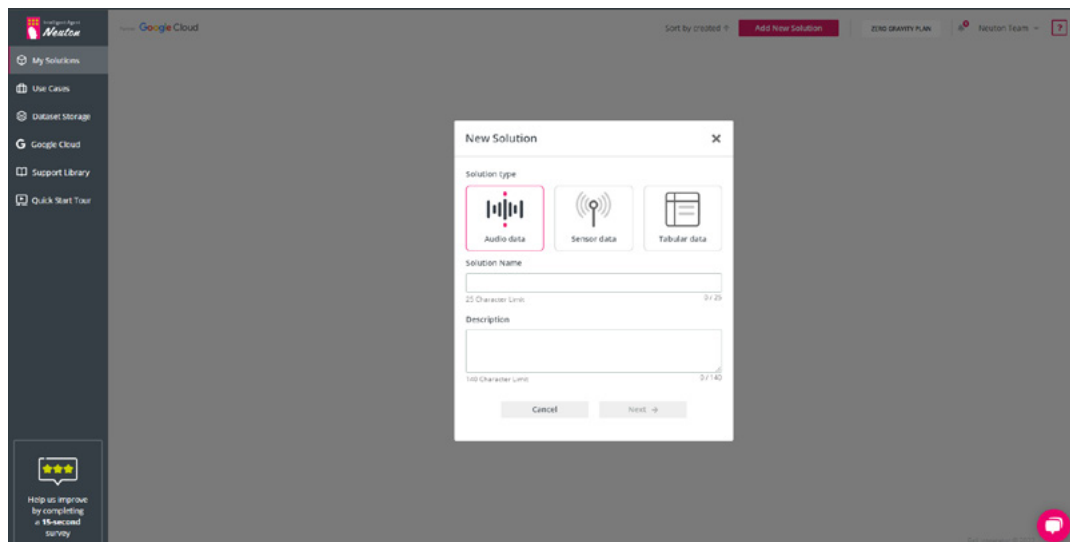 Intelligent Agent
Neuton
Google Cloud
Sort by created
Add New Solution
ZERO GRAVITY PLAN
Neuton Team
?
My Solutions
Use Cases
Dataset Storage
G Google Cloud
Support Library
Quick Start Tour
New Solution
Solution type
Audio data
Sensor data
Tabular data
Solution Name
25 Character Limit
0 / 25
Description
140 Character Limit
0 / 140
Cancel
Next →
Help us improve
by completing
a 15-second
survey